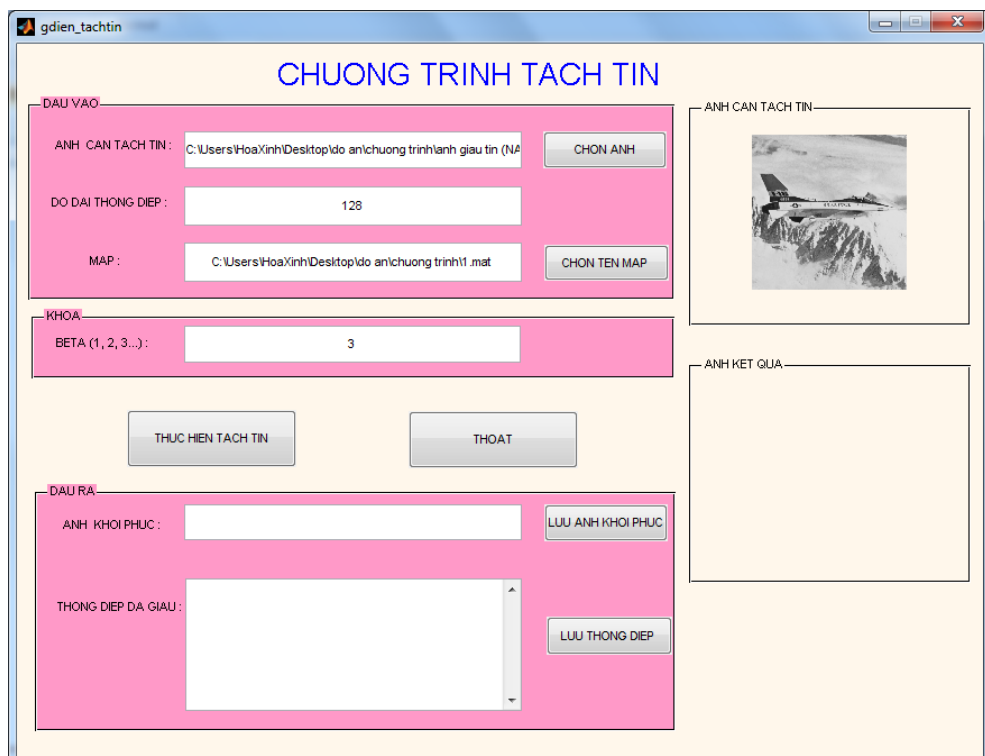 gdien_tachtin
CHUONG TRINH TACH TIN
DAU VAO
ANH CAN TACH TIN :
C:\Users\HoaXinh\Desktop\do an\chuong trinh\anh giau tin (NA
CHON ANH
DO DAI THONG DIEP :
128
MAP :
C:\Users\HoaXinh\Desktop\do an\chuong trinh\1.mat
CHON TEN MAP
KHOA
BETA (1, 2, 3...) :
3
THUC HIEN TACH TIN
THOAT
DAU RA
ANH KHOI PHUC :
LUU ANH KHOI PHUC
THONG DIEP DA GIAU :
LUU THONG DIEP
ANH CAN TACH TIN
ANH KET QUA